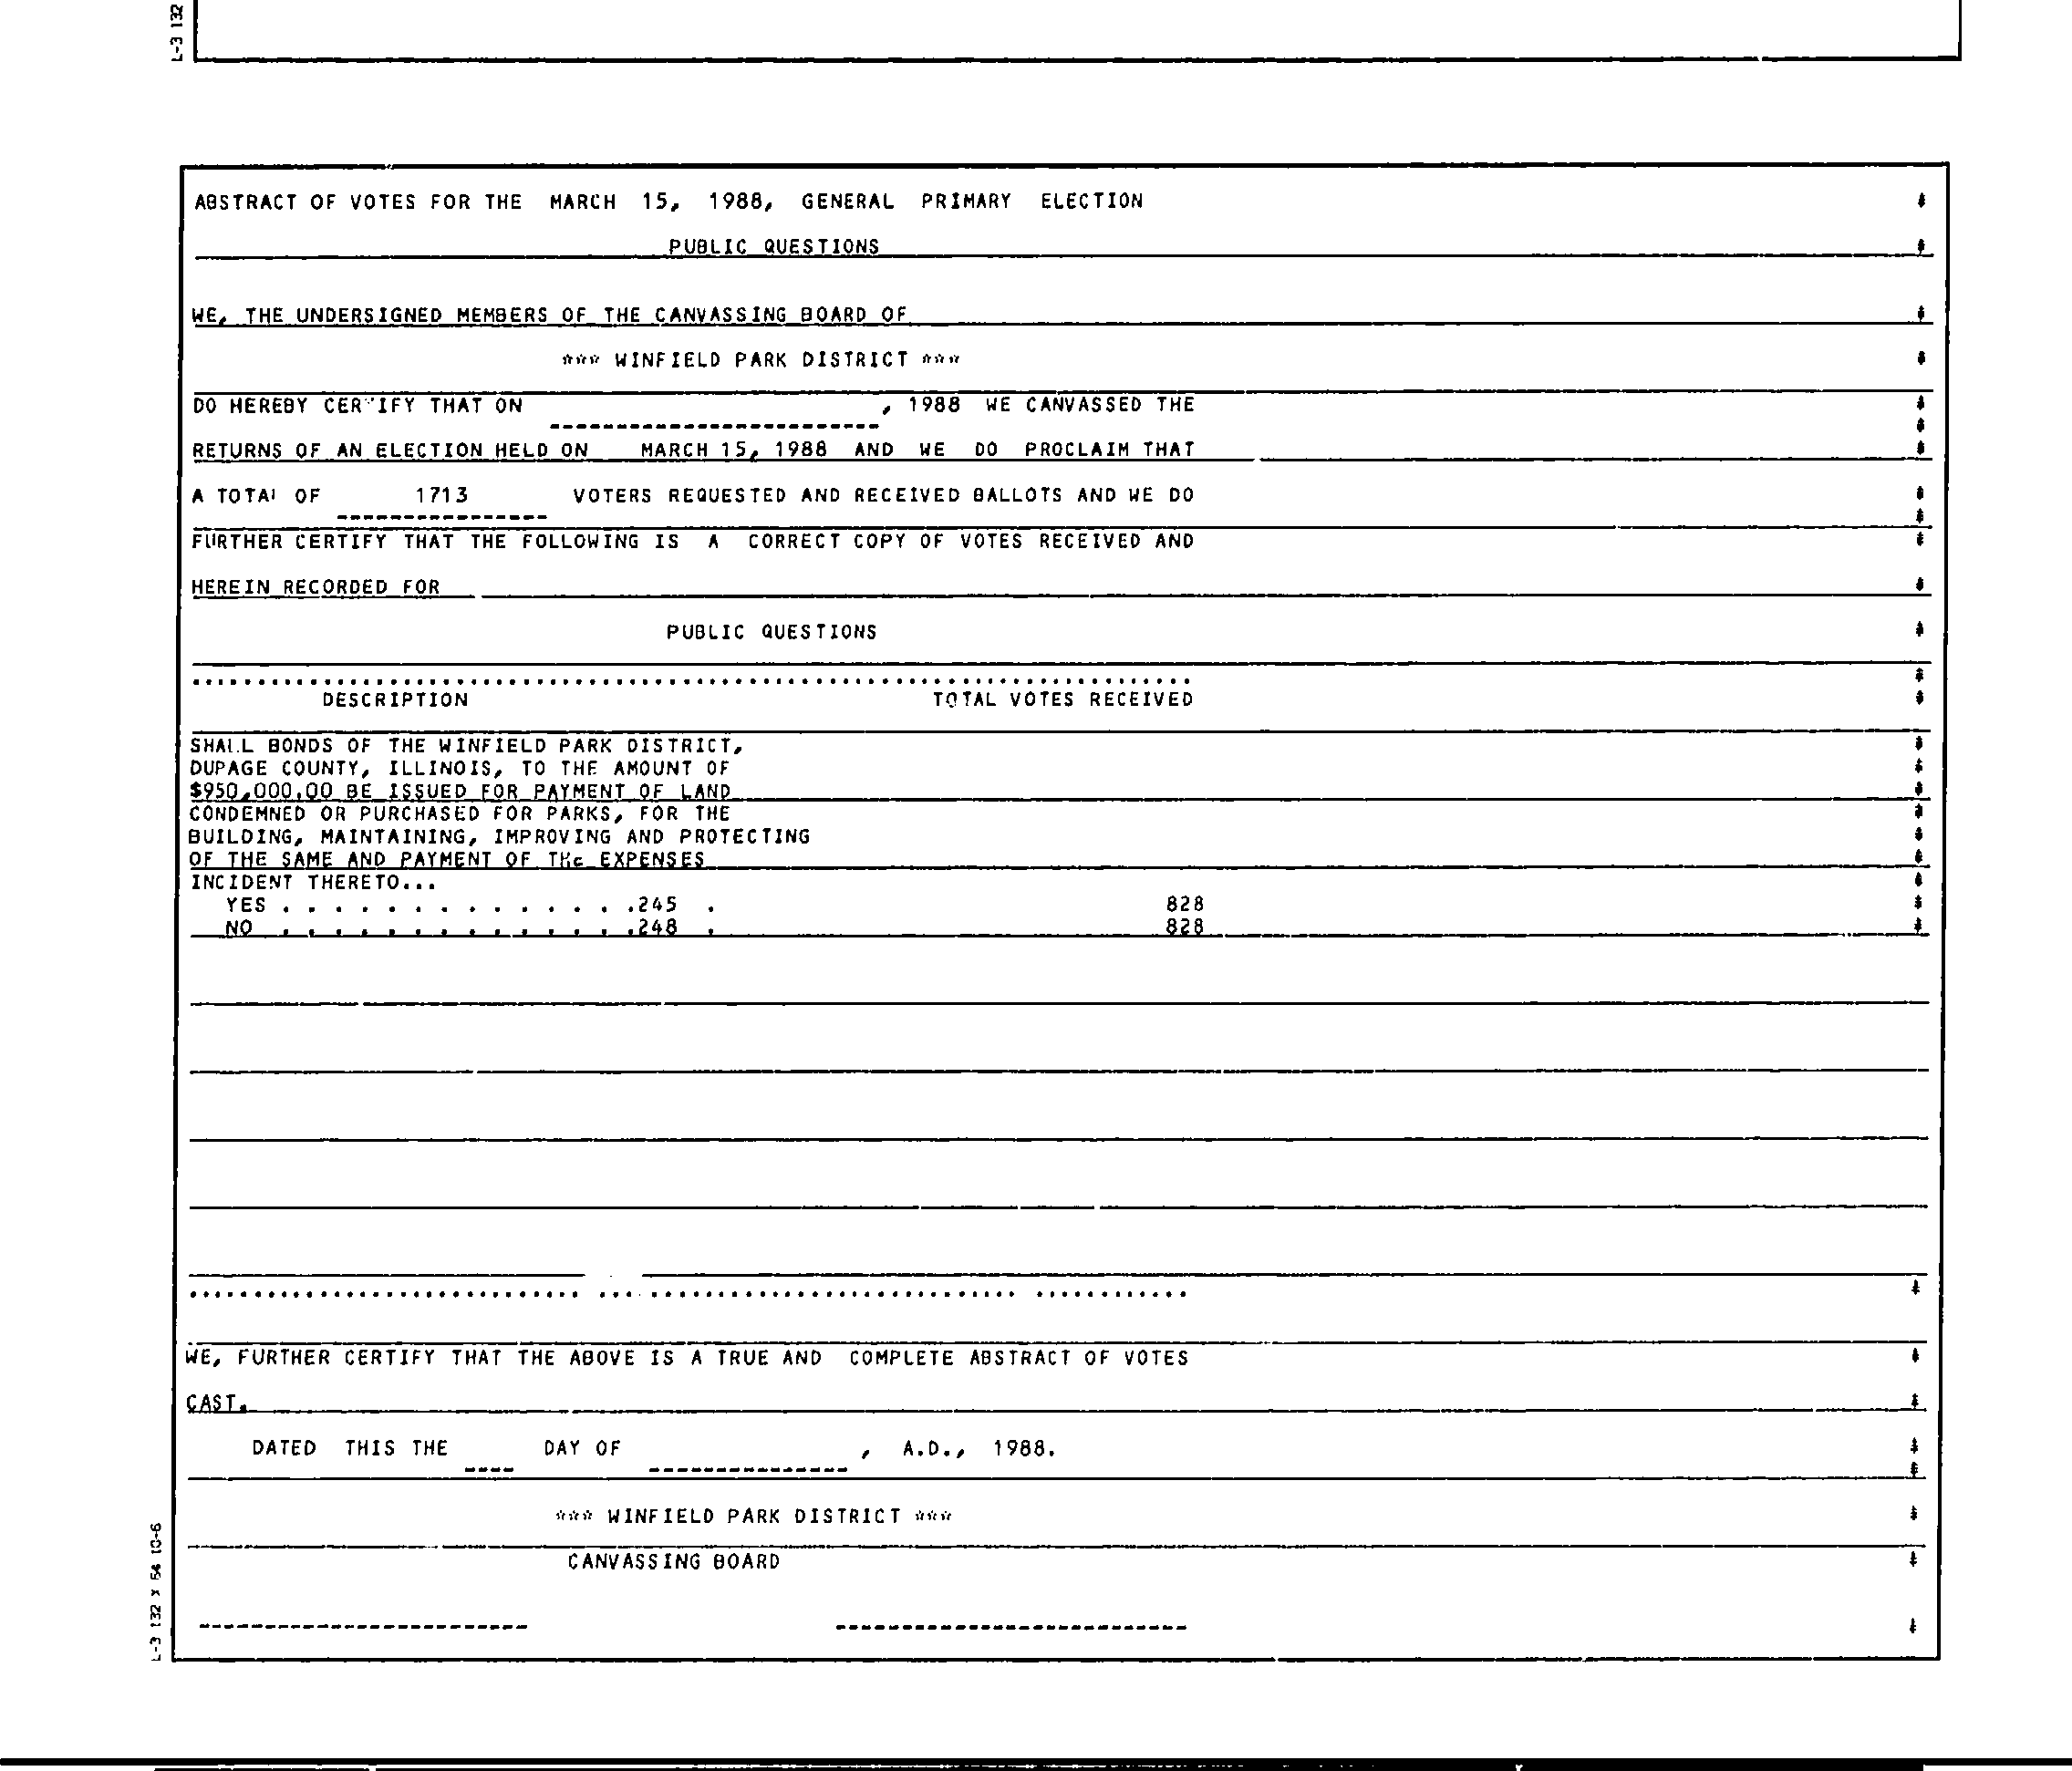 L-3 132
ABSTRACT OF VOTES FOR THE MARCH 15, 1988, GENERAL PRIMARY ELECTION
PUBLIC QUESTIONS
WE, THE UNDERSIGNED MEMBERS OF THE CANVASSING BOARD OF
*** WINFIELD PARK DISTRICT ***
DO HEREBY CERTIFY THAT ON , 1988 WE CANVASSED THE
RETURNS OF AN ELECTION HELD ON MARCH 15, 1988 AND WE DO PROCLAIM THAT
A TOTAL OF 1713 VOTERS REQUESTED AND RECEIVED BALLOTS AND WE DO
FURTHER CERTIFY THAT THE FOLLOWING IS A CORRECT COPY OF VOTES RECEIVED AND
HEREIN RECORDED FOR
PUBLIC QUESTIONS
DESCRIPTION TOTAL VOTES RECEIVED
SHALL BONDS OF THE WINFIELD PARK DISTRICT,
DUPAGE COUNTY, ILLINOIS, TO THE AMOUNT OF
$950,000.00 BE ISSUED FOR PAYMENT OF LAND
CONDEMNED OR PURCHASED FOR PARKS, FOR THE
BUILDING, MAINTAINING, IMPROVING AND PROTECTING
OF THE SAME AND PAYMENT OF THE EXPENSES
INCIDENT THERETO...
YES . . . . . . . . . . . . . .245 . 828
NO . . . . . . . . . . . . . .248 . 828
WE, FURTHER CERTIFY THAT THE ABOVE IS A TRUE AND COMPLETE ABSTRACT OF VOTES
CAST.
DATED THIS THE DAY OF , A.D., 1988.
*** WINFIELD PARK DISTRICT ***
CANVASSING BOARD
L-3 132 X 64 10-6